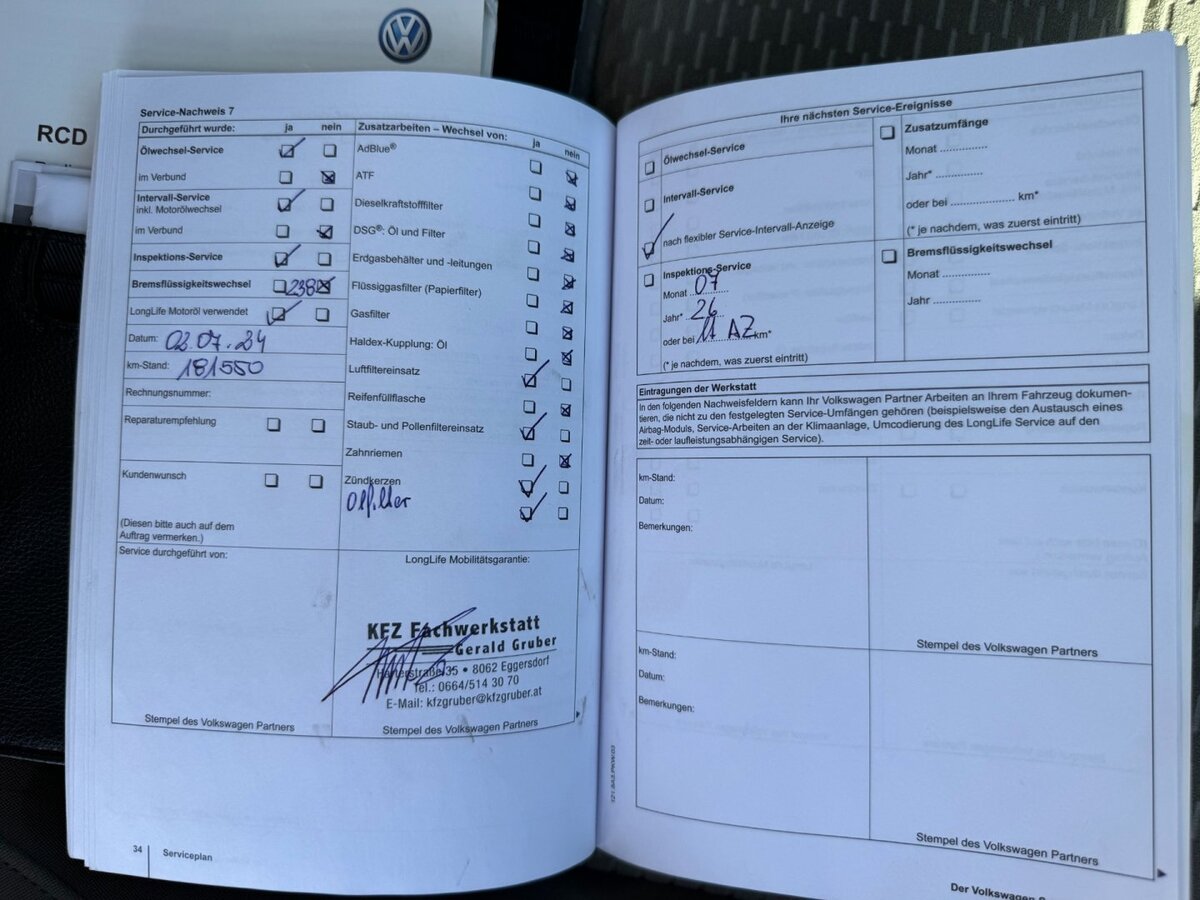 RCD
Service-Nachweis 7
Durchgeführt wurde: ja nein
Ölwechsel-Service
im Verbund
Intervall-Service
inkl. Motorölwechsel
im Verbund
Inspektions-Service
Bremsflüssigkeitswechsel
LongLife Motoröl verwendet
Datum: 02.07.24
km-Stand: 181550
Rechnungsnummer:
Reparaturempfehlung
Kundenwunsch
(Diesen bitte auch auf dem
Auftrag vermerken.)
Service durchgeführt von:
Stempel des Volkswagen Partners
Zusatzarbeiten – Wechsel von: ja nein
AdBlue®
ATF
Dieselkraftstofffilter
DSG®: Öl und Filter
Erdgasbehälter und -leitungen
Flüssiggasfilter (Papierfilter)
Gasfilter
Haldex-Kupplung: Öl
Luftfiltereinsatz
Reifenfüllflasche
Staub- und Pollenfiltereinsatz
Zahnriemen
Zündkerzen
Ölfilter
LongLife Mobilitätsgarantie:
KFZ Fachwerkstatt
Gerald Gruber
35 • 8062 Eggersdorf
Tel.: 0664/514 30 70
E-Mail: kfzgruber@kfzgruber.at
Stempel des Volkswagen Partners
34 Serviceplan
Ihre nächsten Service-Ereignisse
Ölwechsel-Service
Intervall-Service
nach flexibler Service-Intervall-Anzeige
Inspektions-Service
Monat 07
Jahr* 26
oder bei 11 AZ km*
(* je nachdem, was zuerst eintritt)
Zusatzumfänge
Monat ..............
Jahr* ..............
oder bei ................... km*
(* je nachdem, was zuerst eintritt)
Bremsflüssigkeitswechsel
Monat ..............
Jahr ..............
Eintragungen der Werkstatt
In den folgenden Nachweisfeldern kann Ihr Volkswagen Partner Arbeiten an Ihrem Fahrzeug dokumen-
tieren, die nicht zu den festgelegten Service-Umfängen gehören (beispielsweise den Austausch eines
Airbag-Moduls, Service-Arbeiten an der Klimaanlage, Umcodierung des LongLife Service auf den
zeit- oder laufleistungsabhängigen Service).
km-Stand:
Datum:
Bemerkungen:
Stempel des Volkswagen Partners
km-Stand:
Datum:
Bemerkungen:
Stempel des Volkswagen Partners